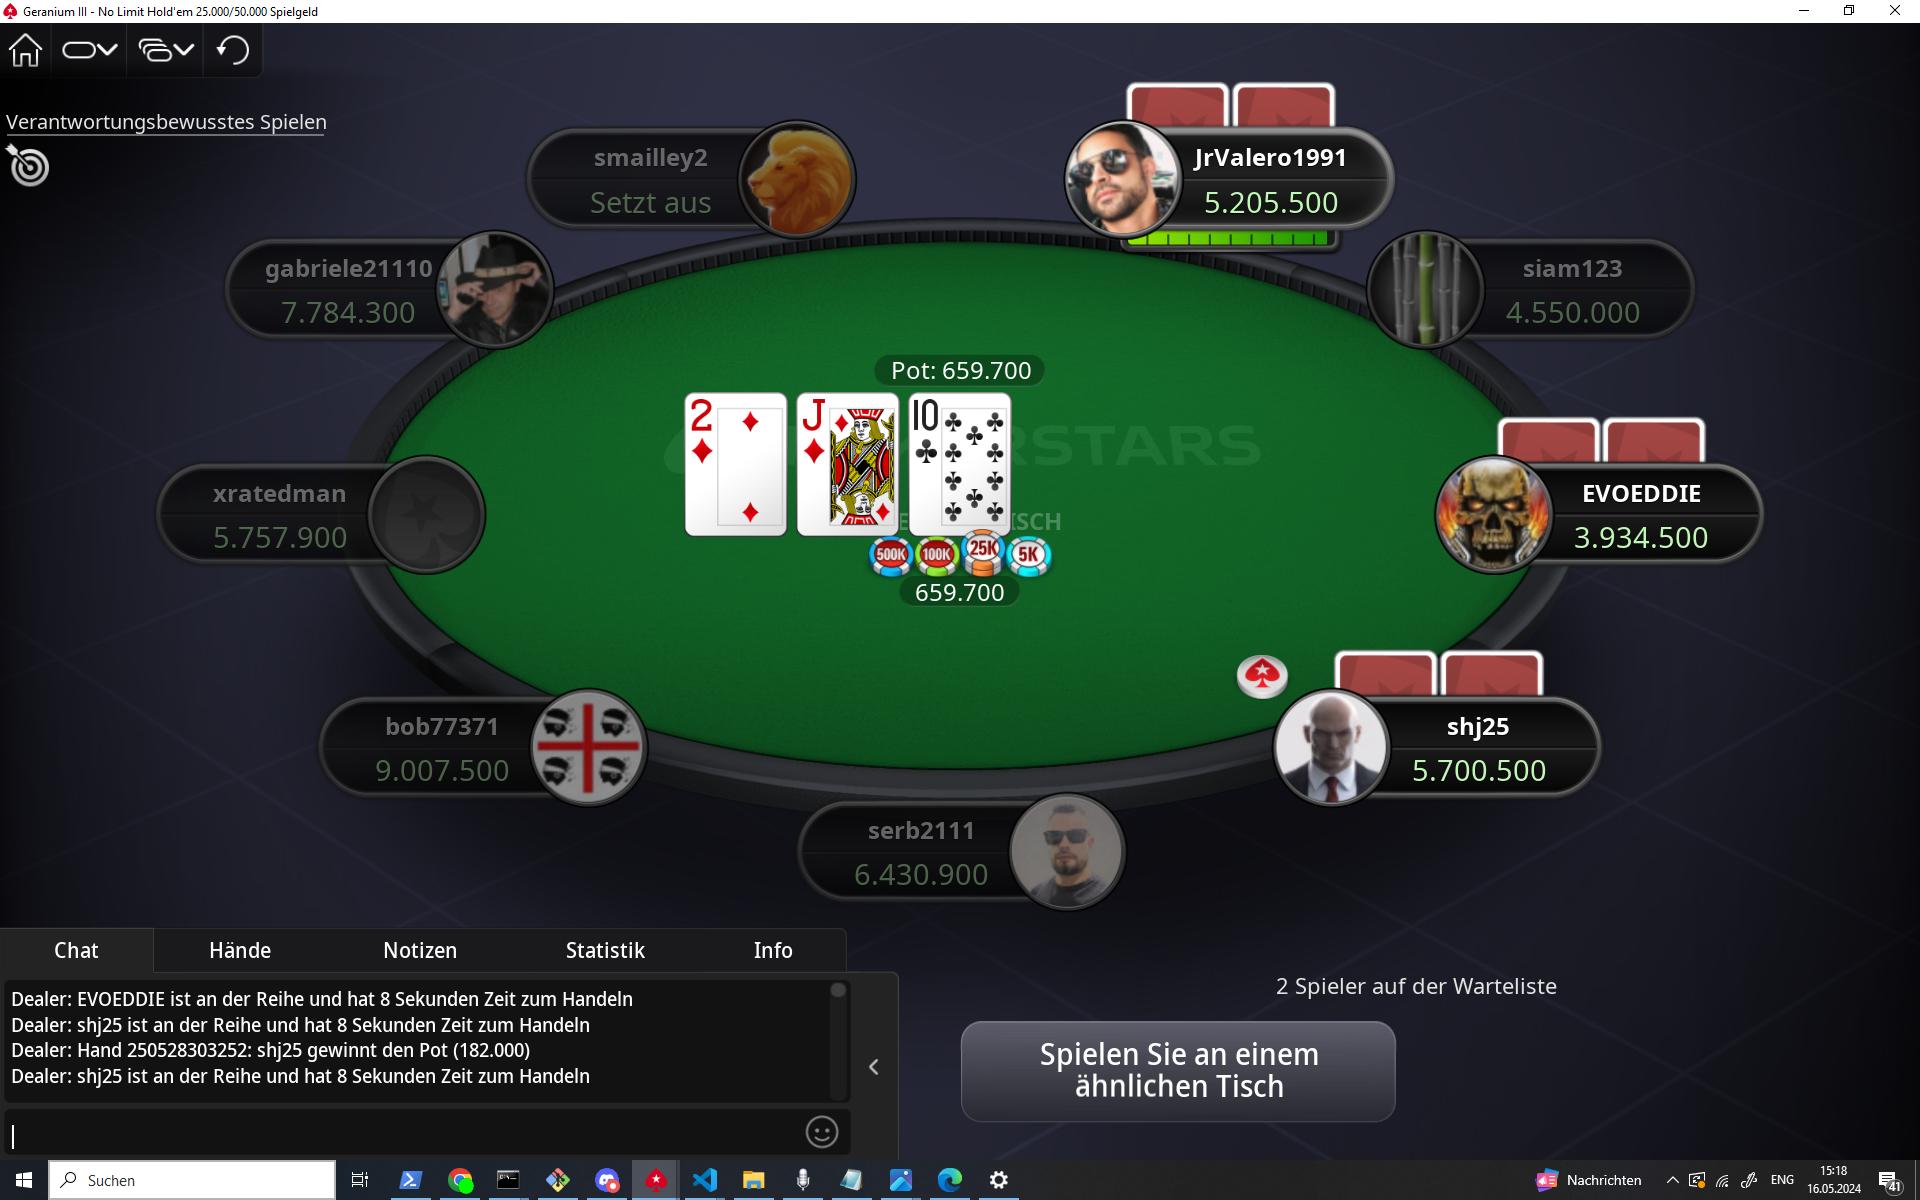 Geranium III - No Limit Hold'em 25.000/50.000 Spielgeld
Verantwortungsbewusstes Spielen
smailley2
Setzt aus
JrValero1991
5.205.500
gabriele21110
7.784.300
siam123
4.550.000
Pot: 659.700
2
J
10
RSTARS
xratedman
5.757.900
EVOEDDIE
3.934.500
ISCH
500K
100K
25K
5K
659.700
bob77371
9.007.500
shj25
5.700.500
serb2111
6.430.900
Chat Hände Notizen Statistik Info
Dealer: EVOEDDIE ist an der Reihe und hat 8 Sekunden Zeit zum Handeln
Dealer: shj25 ist an der Reihe und hat 8 Sekunden Zeit zum Handeln
Dealer: Hand 250528303252: shj25 gewinnt den Pot (182.000)
Dealer: shj25 ist an der Reihe und hat 8 Sekunden Zeit zum Handeln
2 Spieler auf der Warteliste
Spielen Sie an einem
ähnlichen Tisch
Suchen
Nachrichten
ENG
15:18
16.05.2024
41